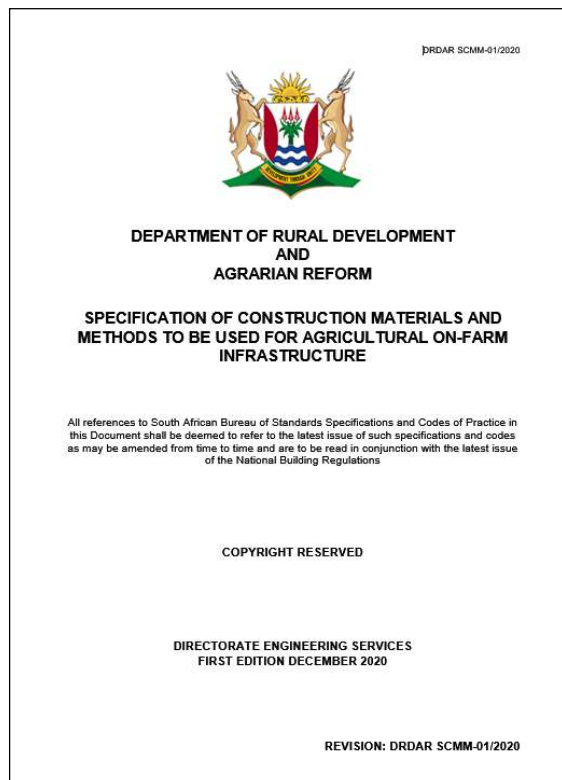 DRDAR SCMM-01/2020
DEVELOPMENT THROUGH UNITY
DEPARTMENT OF RURAL DEVELOPMENT
AND
AGRARIAN REFORM
SPECIFICATION OF CONSTRUCTION MATERIALS AND
METHODS TO BE USED FOR AGRICULTURAL ON-FARM
INFRASTRUCTURE
All references to South African Bureau of Standards Specifications and Codes of Practice in
this Document shall be deemed to refer to the latest issue of such specifications and codes
as may be amended from time to time and are to be read in conjunction with the latest issue
of the National Building Regulations
COPYRIGHT RESERVED
DIRECTORATE ENGINEERING SERVICES
FIRST EDITION DECEMBER 2020
REVISION: DRDAR SCMM-01/2020